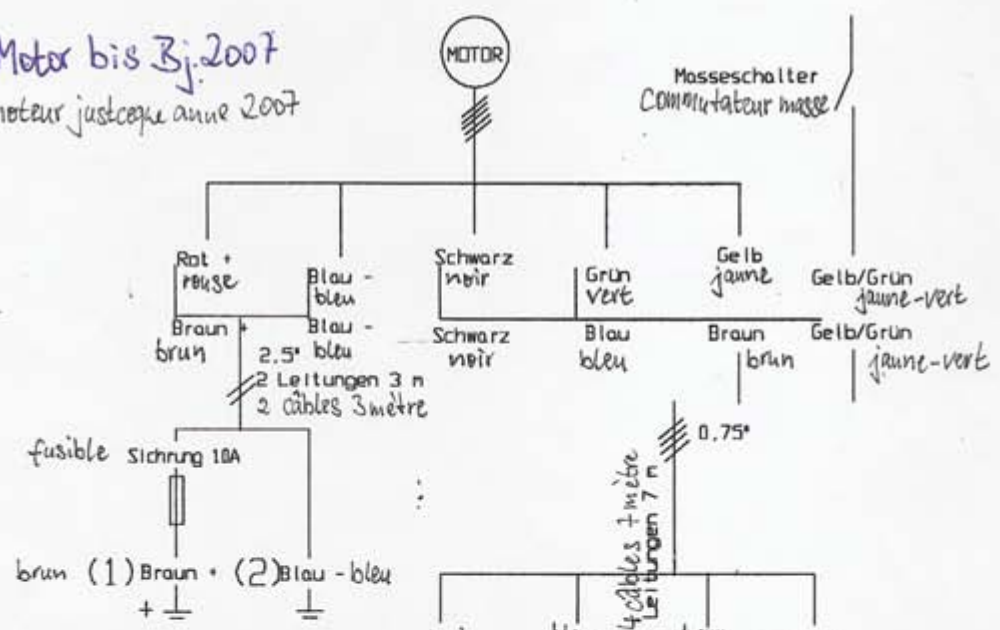 Motor bis Bj. 2007
moteur justceque anne 2007
MOTOR
Masseschalter
Commutateur masse
Rot +
rouge
Blau -
bleu
Schwarz
noir
Grün
vert
Gelb
jaune
Gelb/Grün
jaune-vert
Braun +
brun
Blau -
bleu
Schwarz
noir
Blau
bleu
Braun
brun
Gelb/Grün
jaune-vert
2.5"
2 Leitungen 3 m
2 câbles 3 mètre
0.75"
4 câbles 7 mètre
Leitungen 7 m
fusible Sichrung 10A
brun (1) Braun + (2) Blau - bleu
+